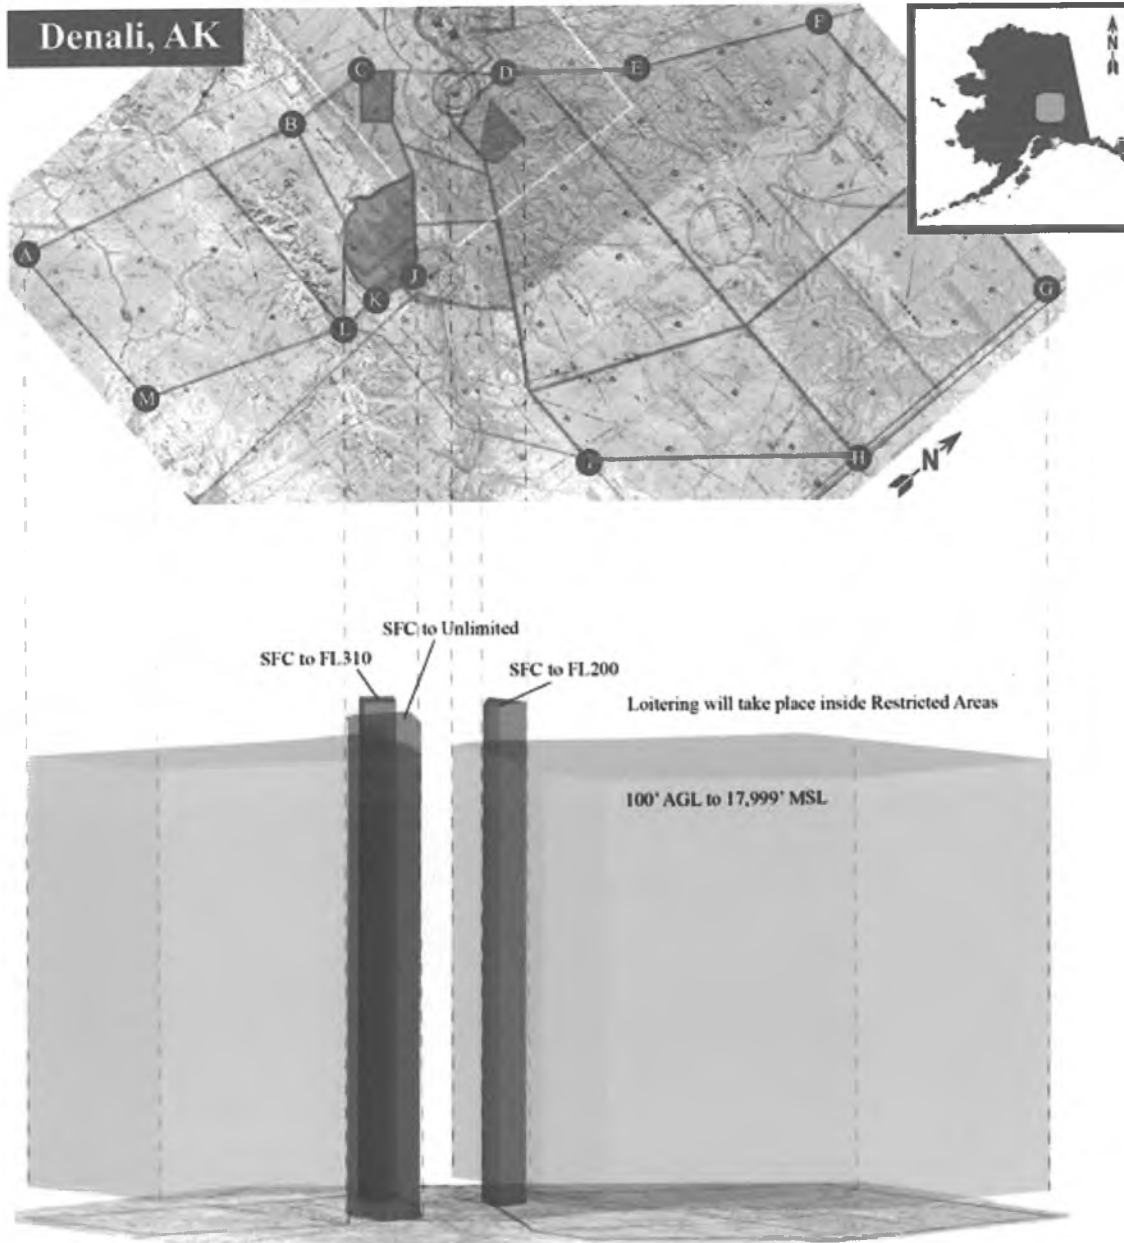 Denali, AK
A
N
F
C
D
E
B
A
J
G
K
L
M
H
N
SFC to Unlimited
SFC to FL310
SFC to FL200
Loitering will take place inside Restricted Areas
100' AGL to 17,999' MSL